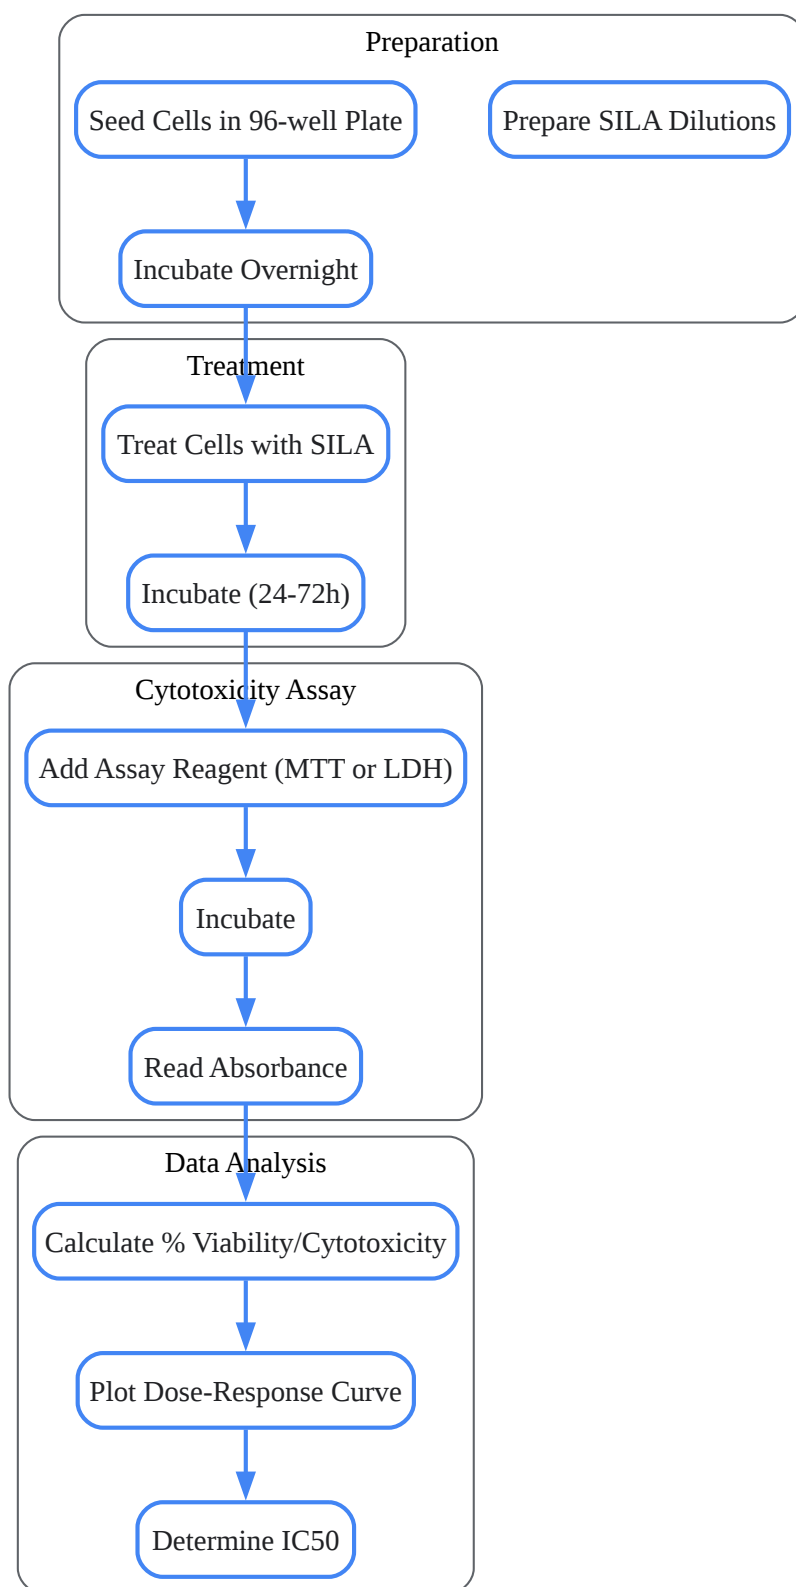 Preparation
Seed Cells in 96-well Plate
Prepare SILA Dilutions
Incubate Overnight
Treatment
Treat Cells with SILA
Incubate (24-72h)
Cytotoxicity Assay
Add Assay Reagent (MTT or LDH)
Incubate
Read Absorbance
Data Analysis
Calculate % Viability/Cytotoxicity
Plot Dose-Response Curve
Determine IC50